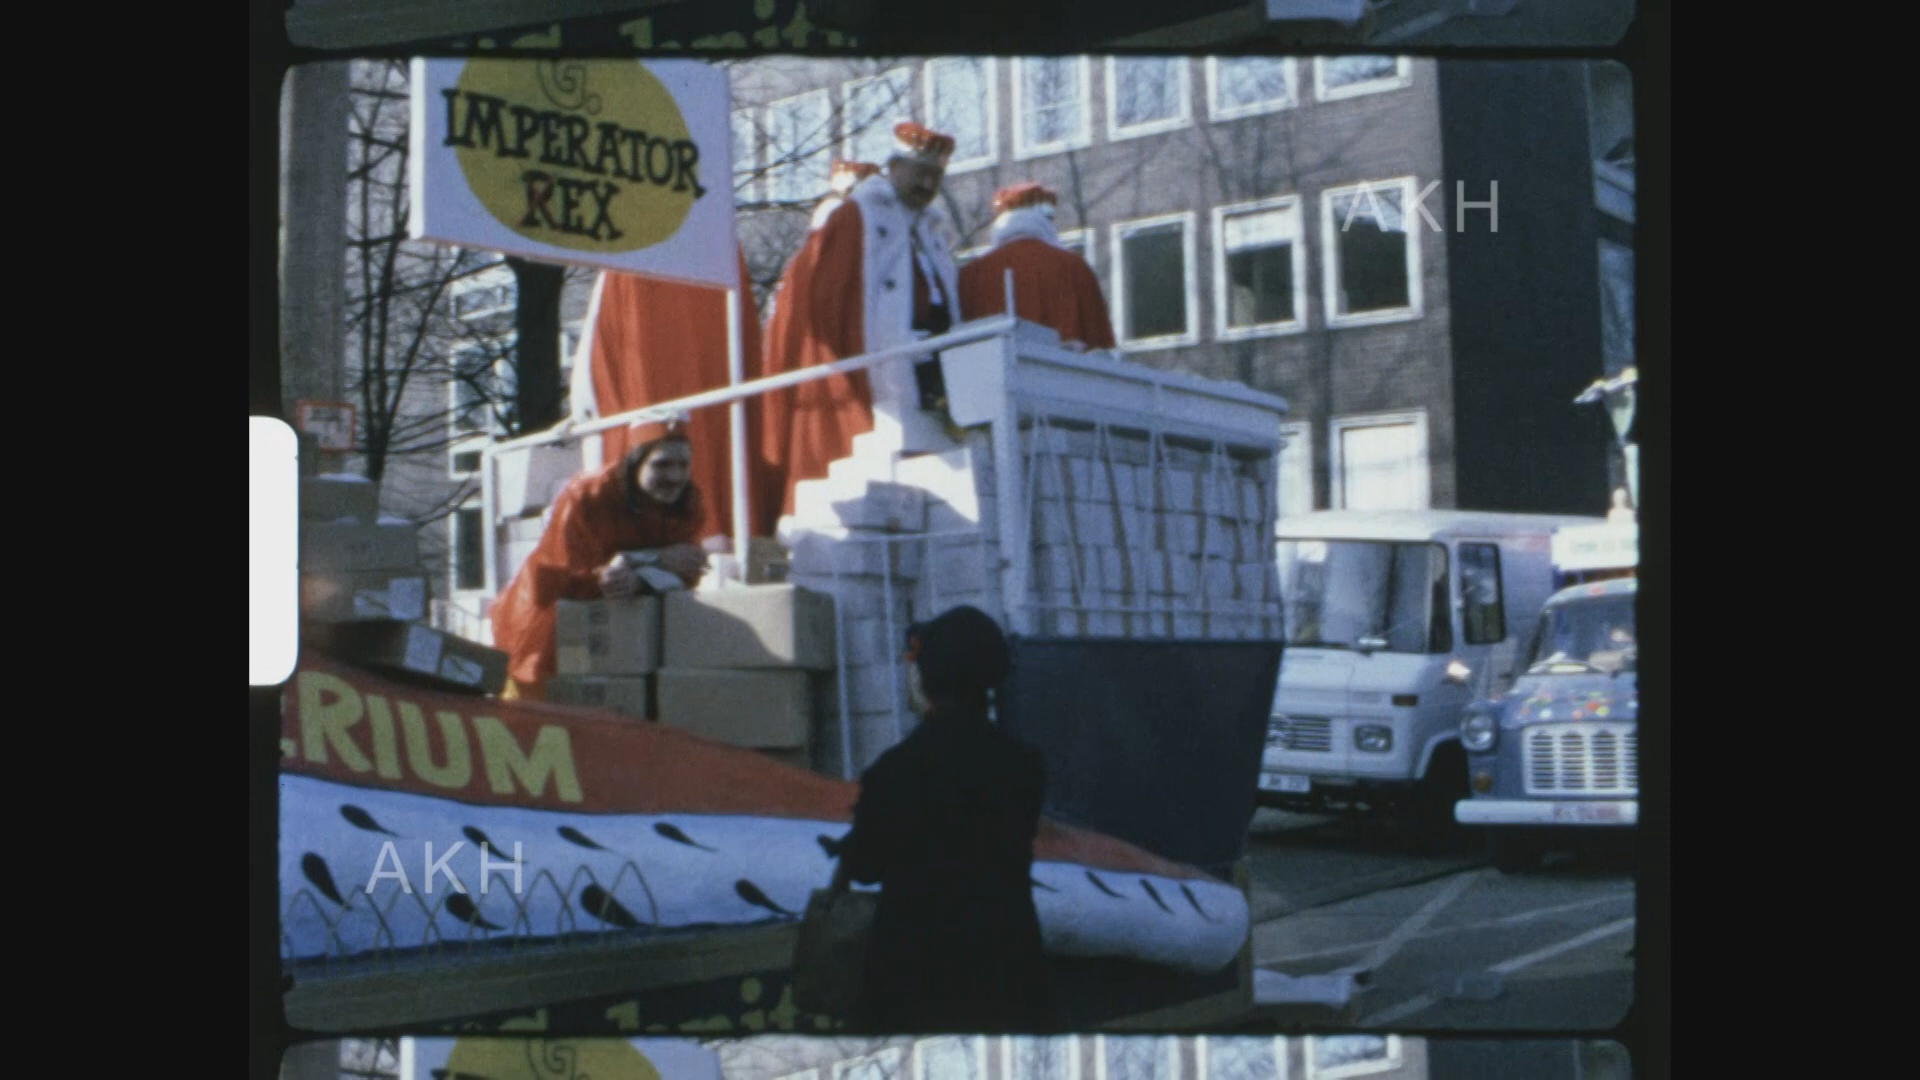 G.
IMPERATOR
REX
AKH
ERIUM
AKH
G.